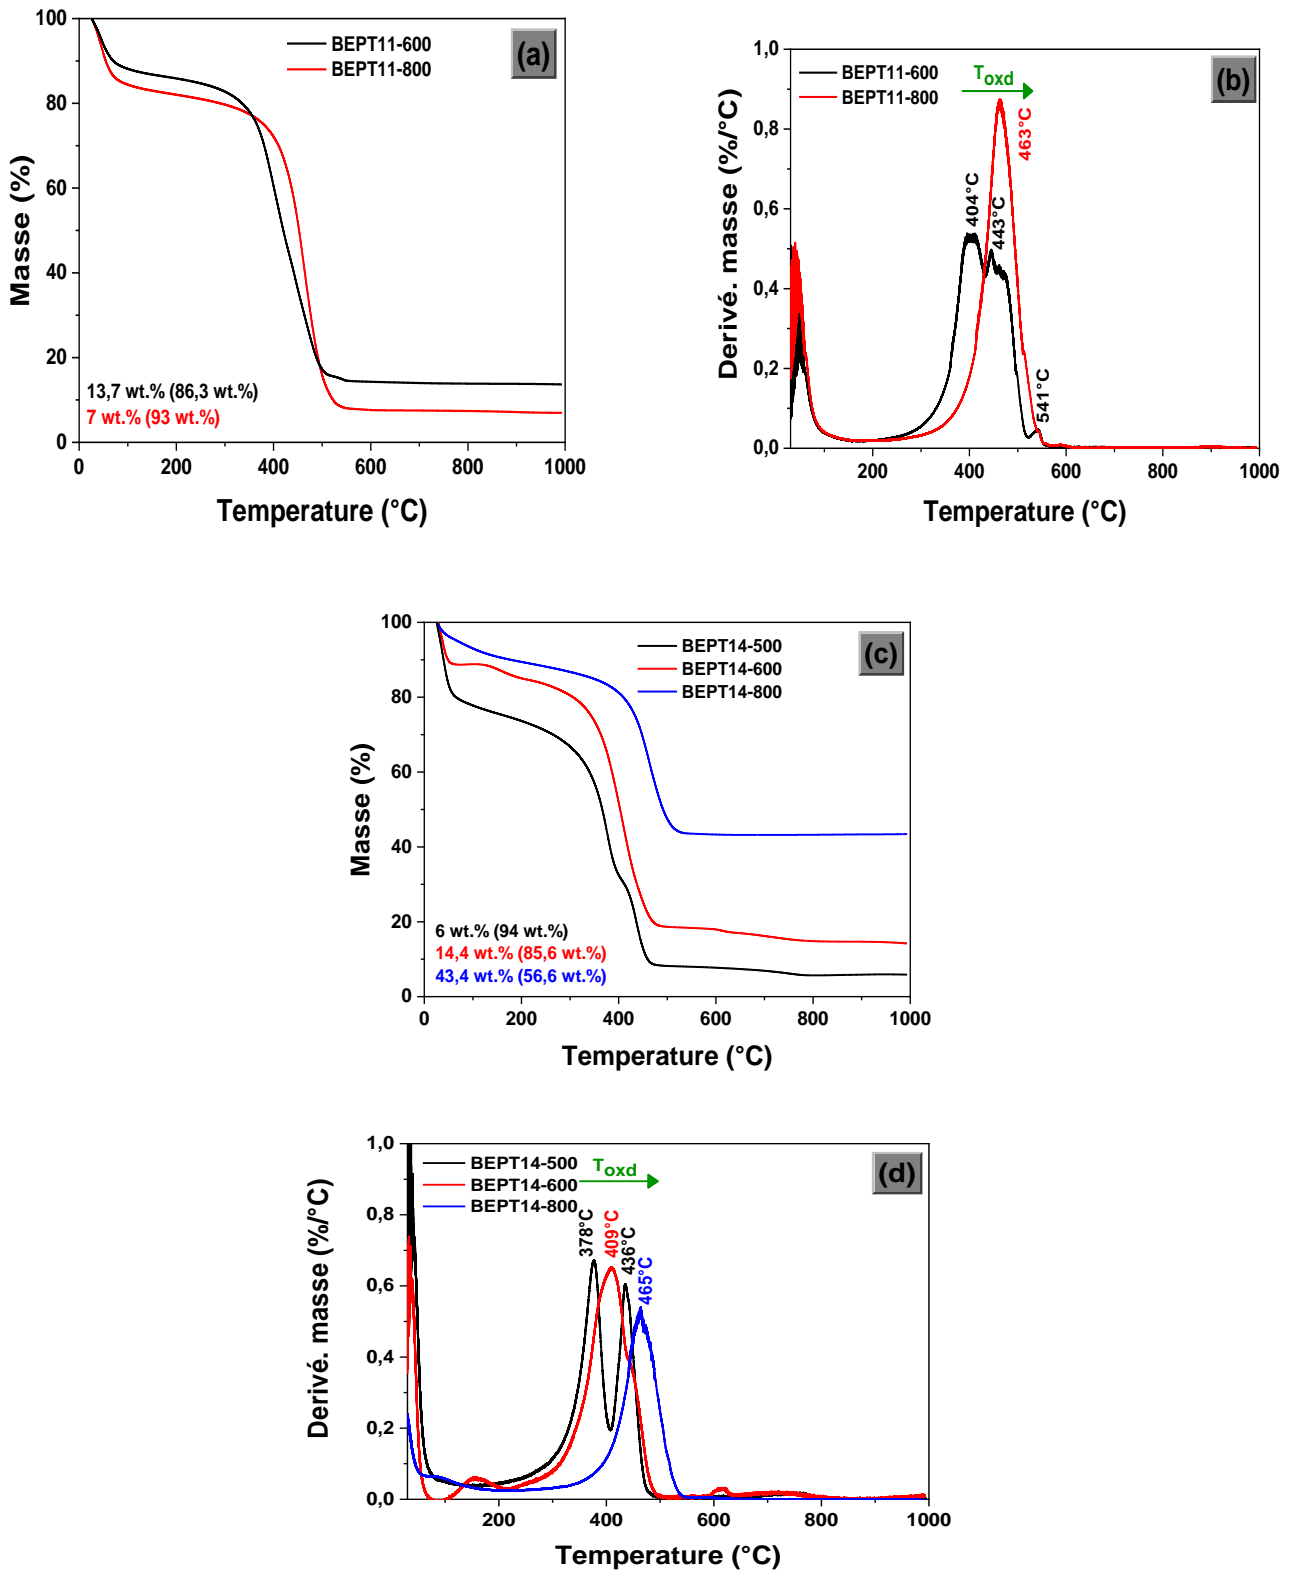 (a)
BEPT11-600
BEPT11-800
100
80
60
40
20
0
Masse (%)
13,7 wt.% (86,3 wt.%)
7 wt.% (93 wt.%)
0 200 400 600 800 1000
Temperature (°C)
(b)
BEPT11-600
BEPT11-800
Toxd
1,0
0,8
0,6
0,4
0,2
0,0
Derivé. masse (%/°C)
404°C
443°C
463°C
541°C
200 400 600 800 1000
Temperature (°C)
(c)
BEPT14-500
BEPT14-600
BEPT14-800
100
80
60
40
20
0
Masse (%)
6 wt.% (94 wt.%)
14,4 wt.% (85,6 wt.%)
43,4 wt.% (56,6 wt.%)
0 200 400 600 800 1000
Temperature (°C)
(d)
BEPT14-500
BEPT14-600
BEPT14-800
Toxd
1,0
0,8
0,6
0,4
0,2
0,0
Derivé. masse (%/°C)
378°C
409°C
436°C
465°C
200 400 600 800 1000
Temperature (°C)